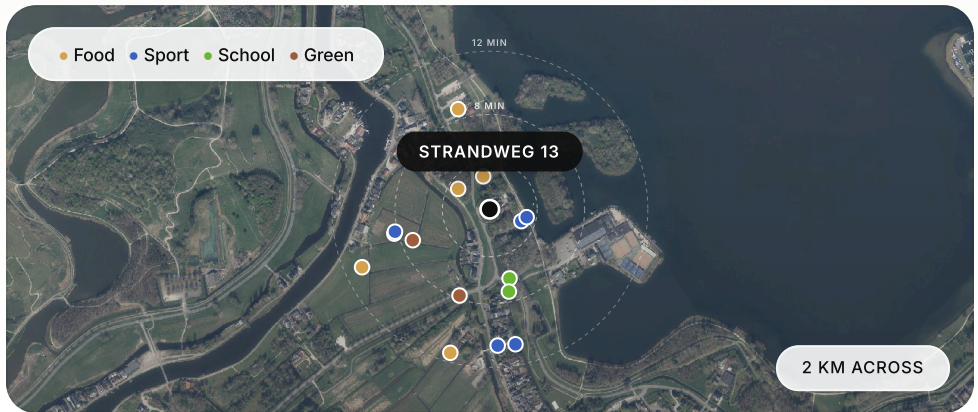 12 MIN
Food Sport School Green
8 MIN
STRANDWEG 13
2 KM ACROSS